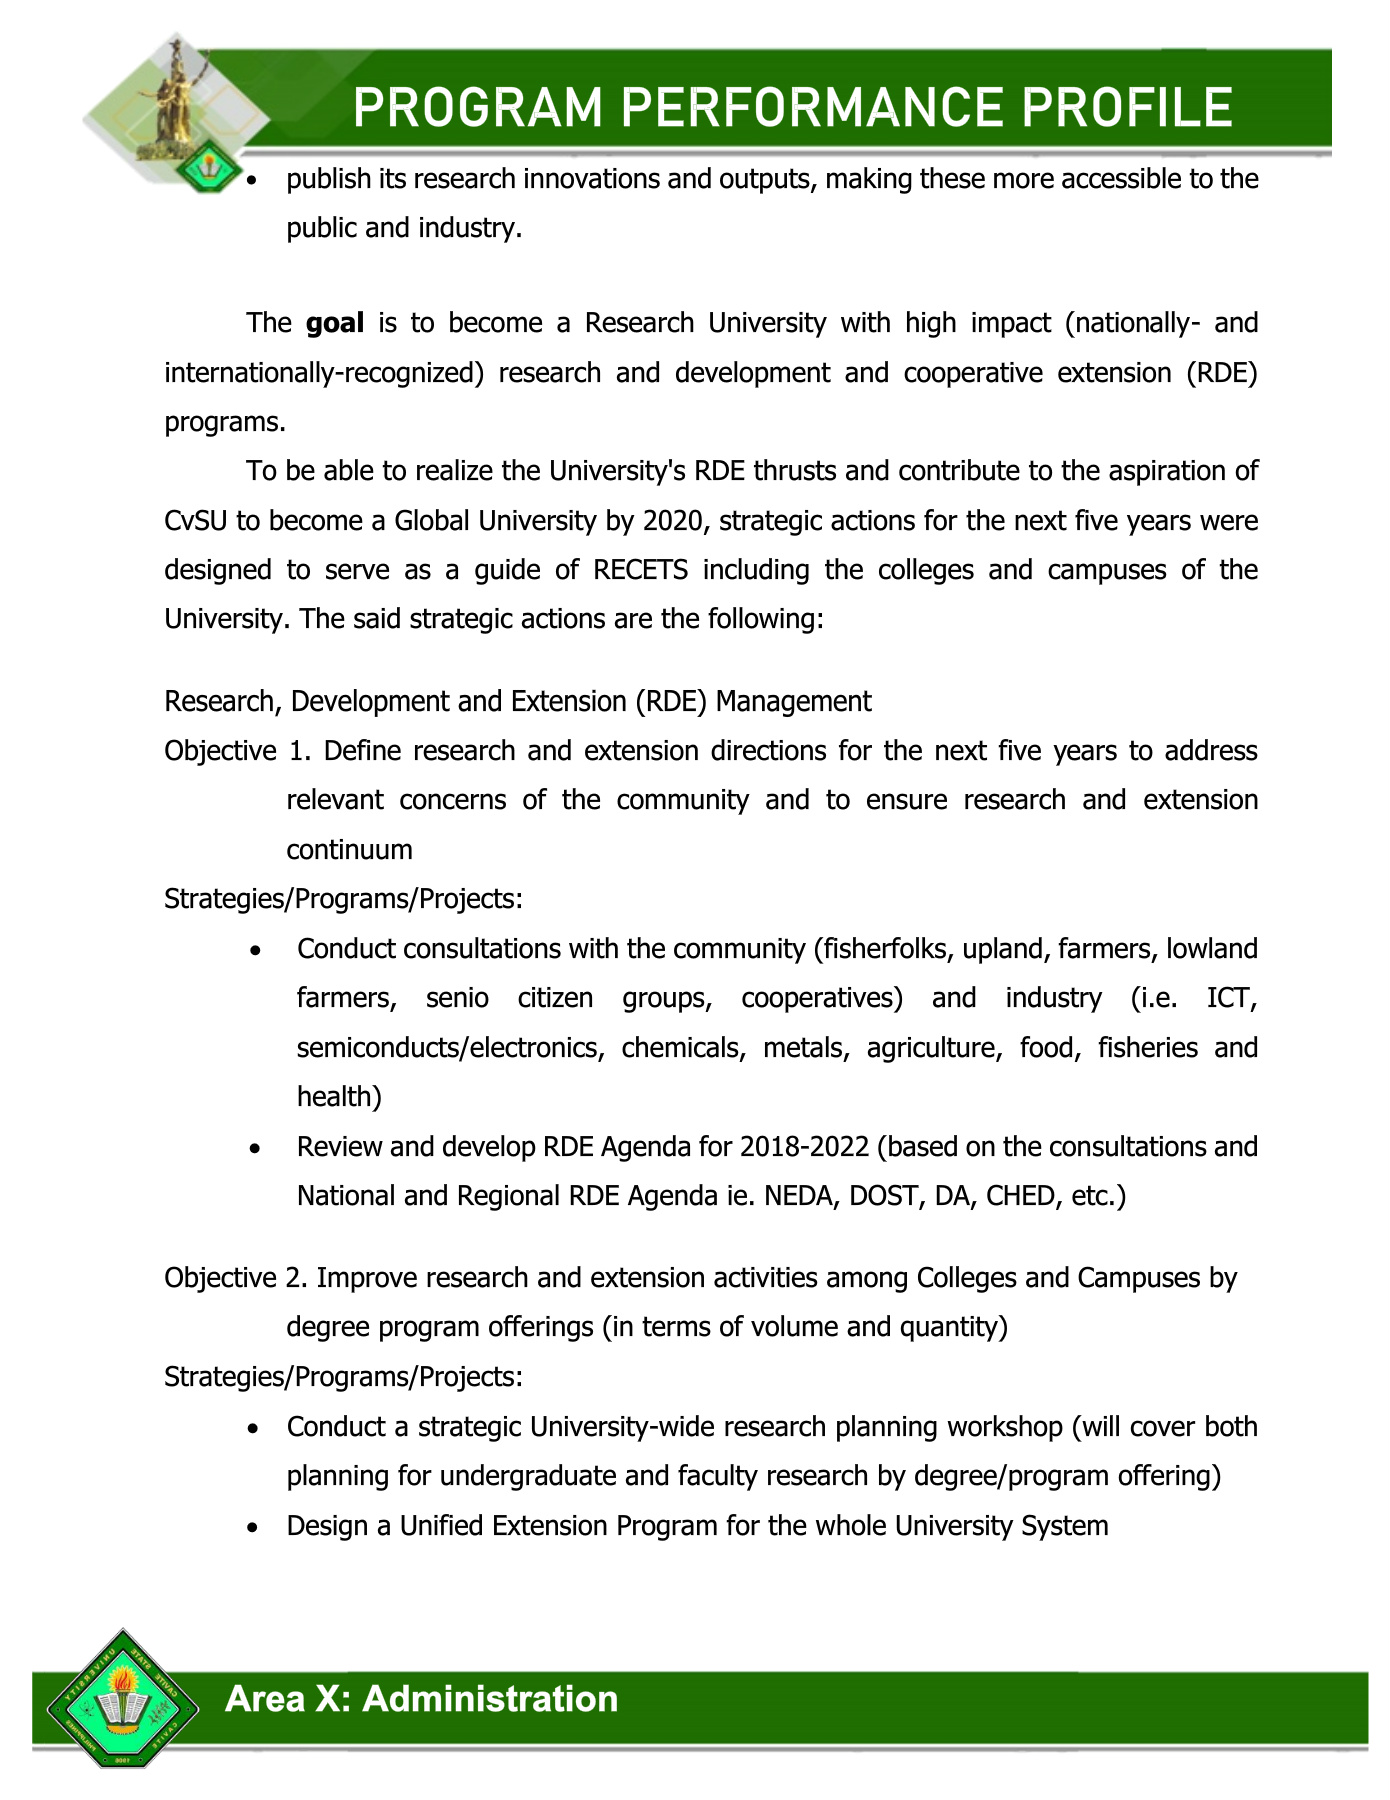 PROGRAM PERFORMANCE PROFILE
• publish its research innovations and outputs, making these more accessible to the
public and industry.
The goal is to become a Research University with high impact (nationally- and
internationally-recognized) research and development and cooperative extension (RDE)
programs.
To be able to realize the University's RDE thrusts and contribute to the aspiration of
CvSU to become a Global University by 2020, strategic actions for the next five years were
designed to serve as a guide of RECETS including the colleges and campuses of the
University. The said strategic actions are the following:
Research, Development and Extension (RDE) Management
Objective 1. Define research and extension directions for the next five years to address
relevant concerns of the community and to ensure research and extension
continuum
Strategies/Programs/Projects:
• Conduct consultations with the community (fisherfolks, upland, farmers, lowland
farmers, senio citizen groups, cooperatives) and industry (i.e. ICT,
semiconducts/electronics, chemicals, metals, agriculture, food, fisheries and
health)
• Review and develop RDE Agenda for 2018-2022 (based on the consultations and
National and Regional RDE Agenda ie. NEDA, DOST, DA, CHED, etc.)
Objective 2. Improve research and extension activities among Colleges and Campuses by
degree program offerings (in terms of volume and quantity)
Strategies/Programs/Projects:
• Conduct a strategic University-wide research planning workshop (will cover both
planning for undergraduate and faculty research by degree/program offering)
• Design a Unified Extension Program for the whole University System
CAVITE STATE UNIVERSITY
CAVITE
PHILIPPINES
1906
Area X: Administration